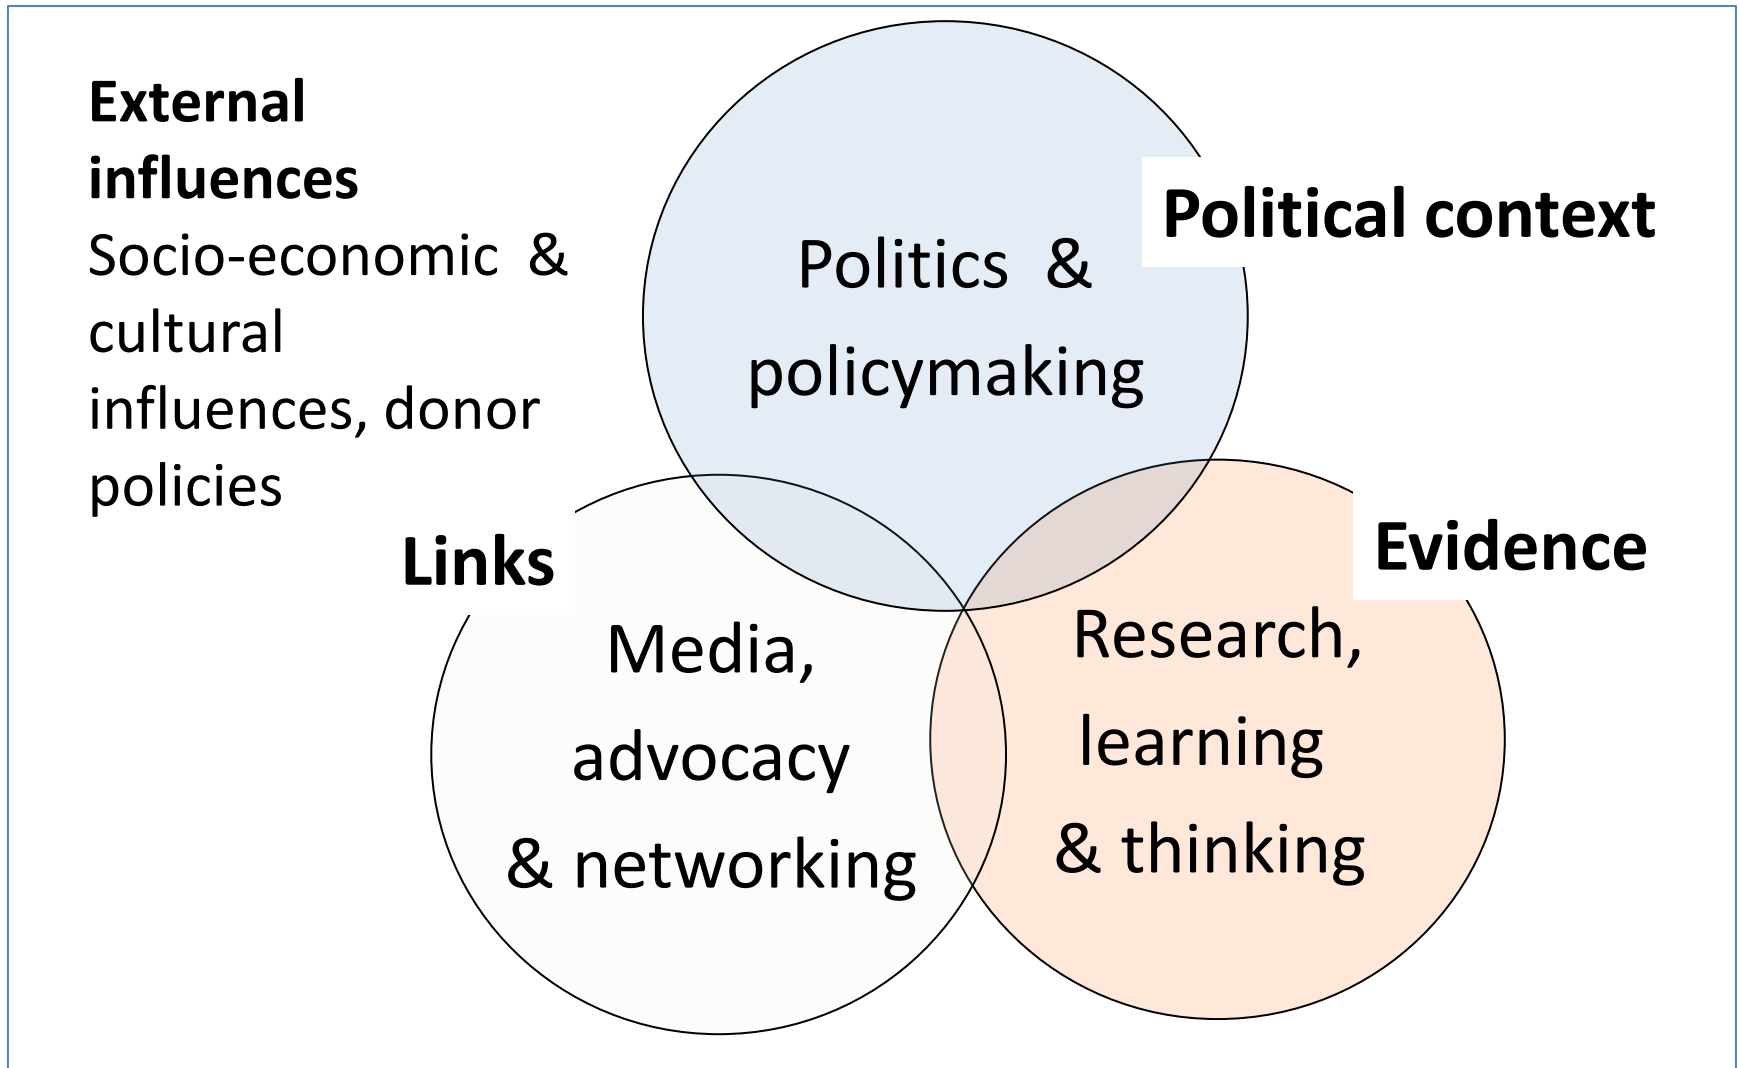 External
influences
Socio-economic & 
cultural
influences, donor
policies
Political context
Politics &
policymaking
Links
Evidence
Media,
advocacy
& networking
Research,
learning
& thinking